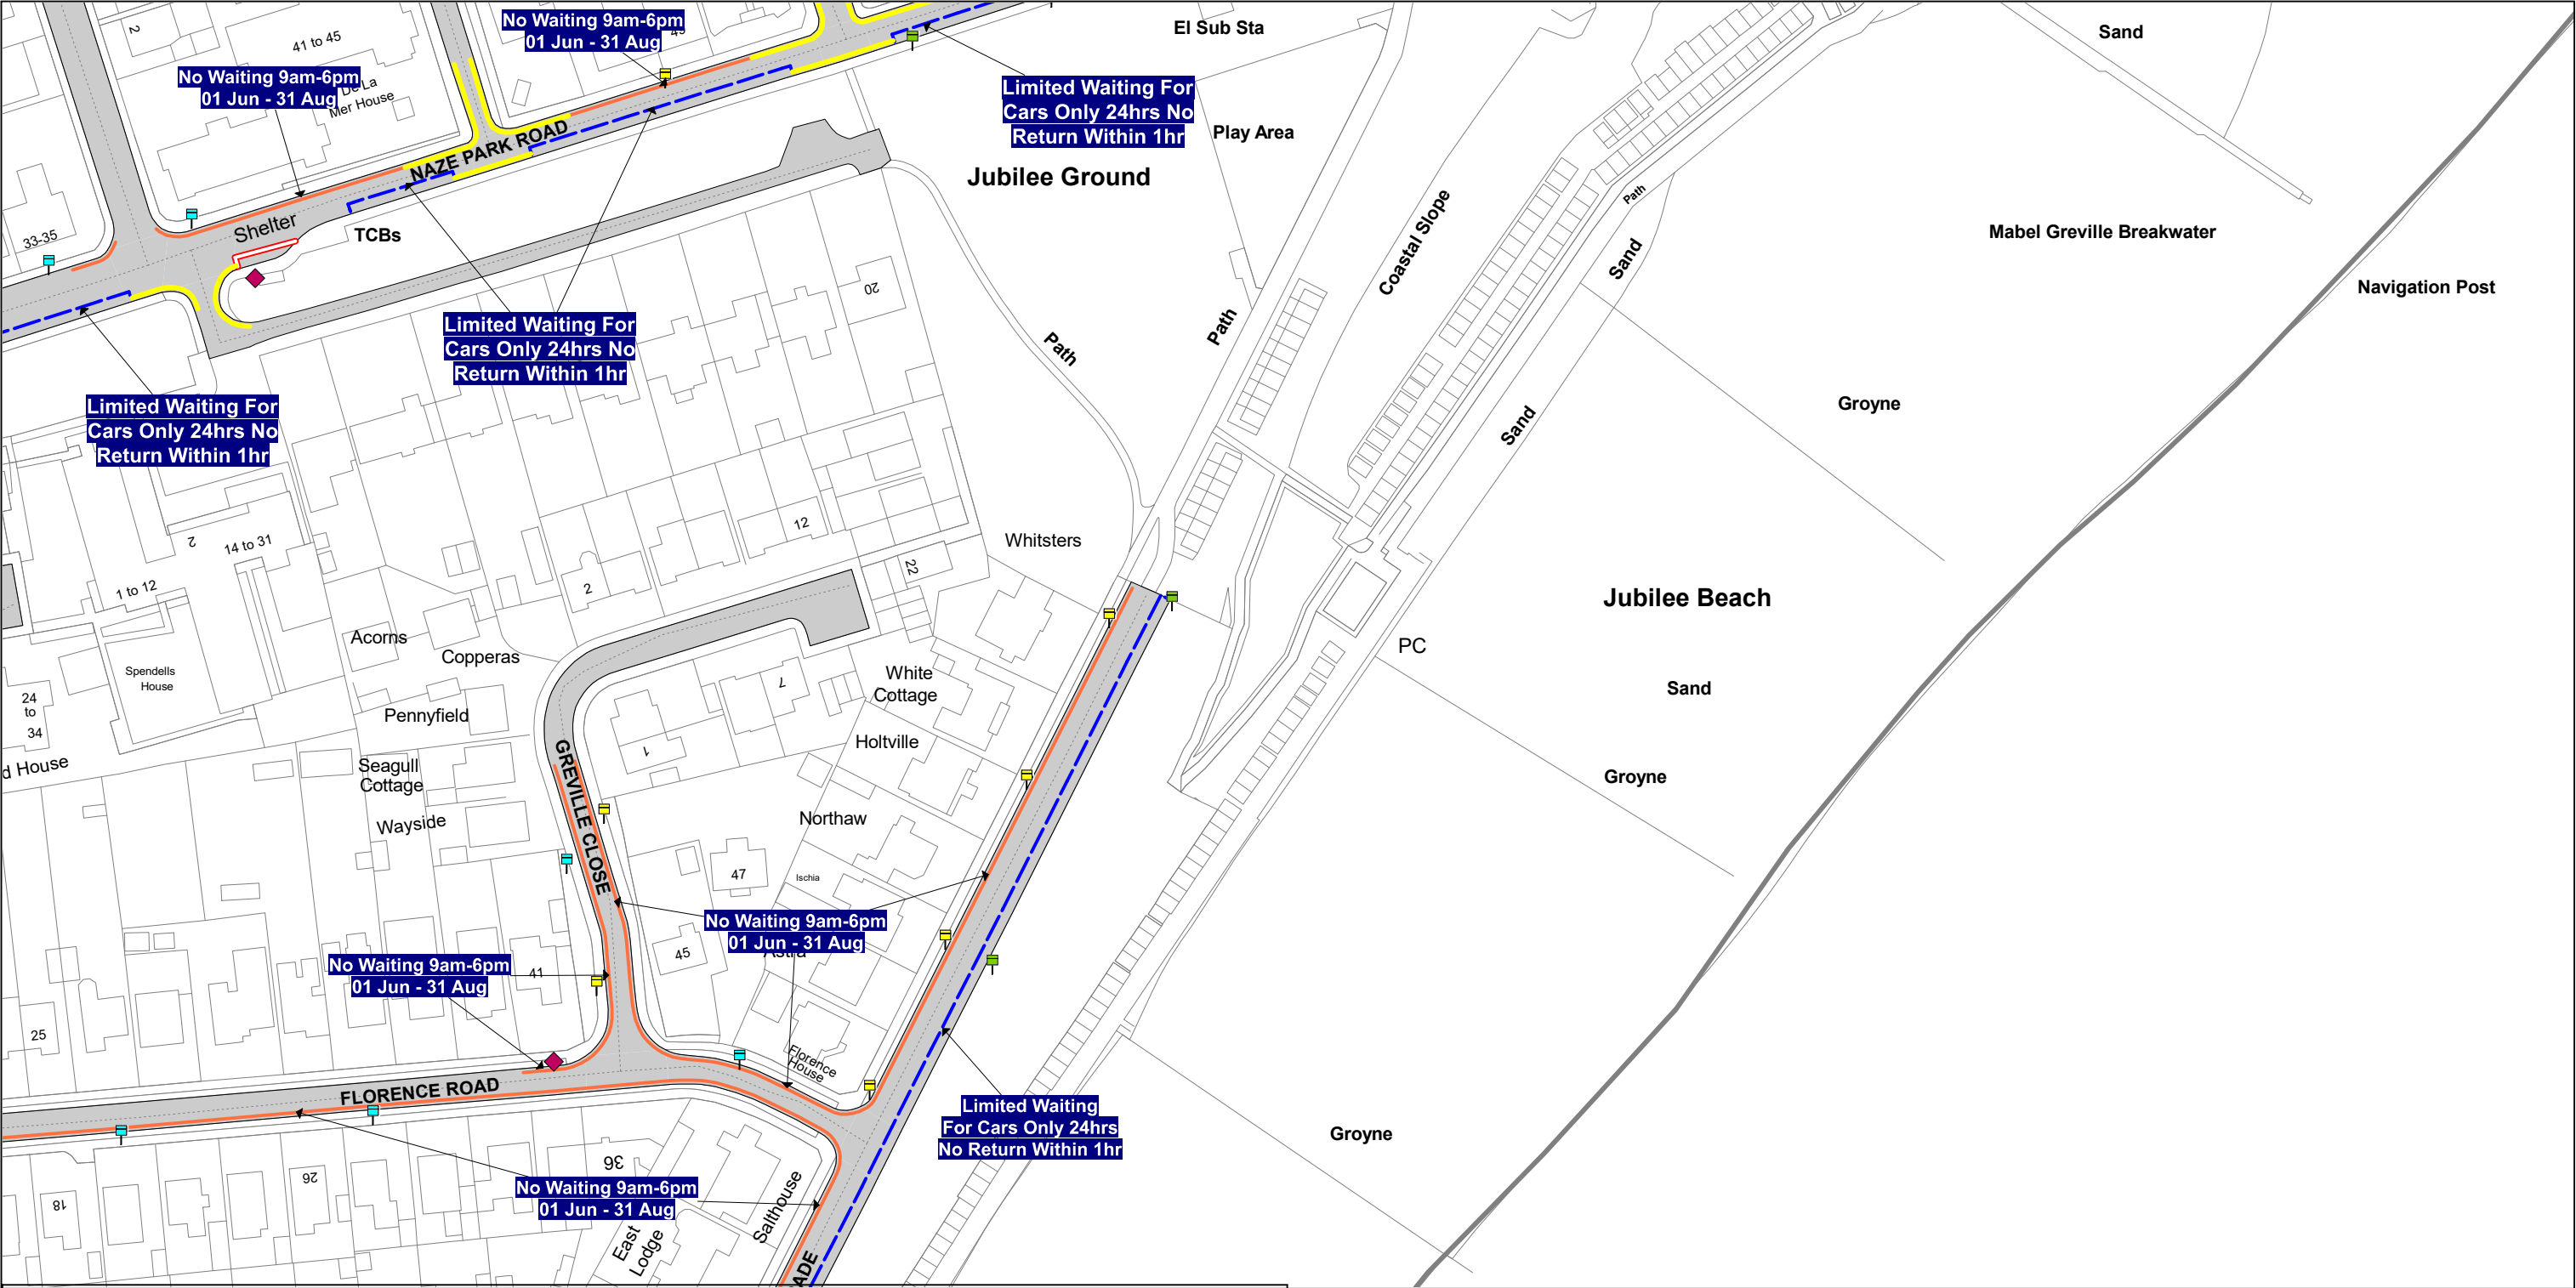 No Waiting 9am-6pm
01 Jun - 31 Aug
El Sub Sta
Sand
2
41 to 45
No Waiting 9am-6pm
01 Jun - 31 Aug
De La
Mer House
Limited Waiting For
Cars Only 24hrs No
Return Within 1hr
Play Area
NAZE PARK ROAD
Jubilee Ground
Path
Coastal Slope
33-35
Shelter
TCBs
Sand
Mabel Greville Breakwater
Navigation Post
20
Path
Path
Limited Waiting For
Cars Only 24hrs No
Return Within 1hr
Limited Waiting For
Cars Only 24hrs No
Return Within 1hr
Groyne
Sand
12
2
14 to 31
Whitsters
22
1 to 12
2
Jubilee Beach
Acorns
Copperas
PC
Spendells
House
White
Cottage
7
Sand
24
to
34
Pennyfield
Holtville
1
d House
Seagull
Cottage
Groyne
Wayside
Northaw
GREVILLE CLOSE
47
Ischia
No Waiting 9am-6pm
01 Jun - 31 Aug
Astra
45
No Waiting 9am-6pm
01 Jun - 31 Aug
41
25
Florence
House
FLORENCE ROAD
Limited Waiting
For Cars Only 24hrs
No Return Within 1hr
Groyne
36
26
18
No Waiting 9am-6pm
01 Jun - 31 Aug
Salthouse
East
Lodge
ADE